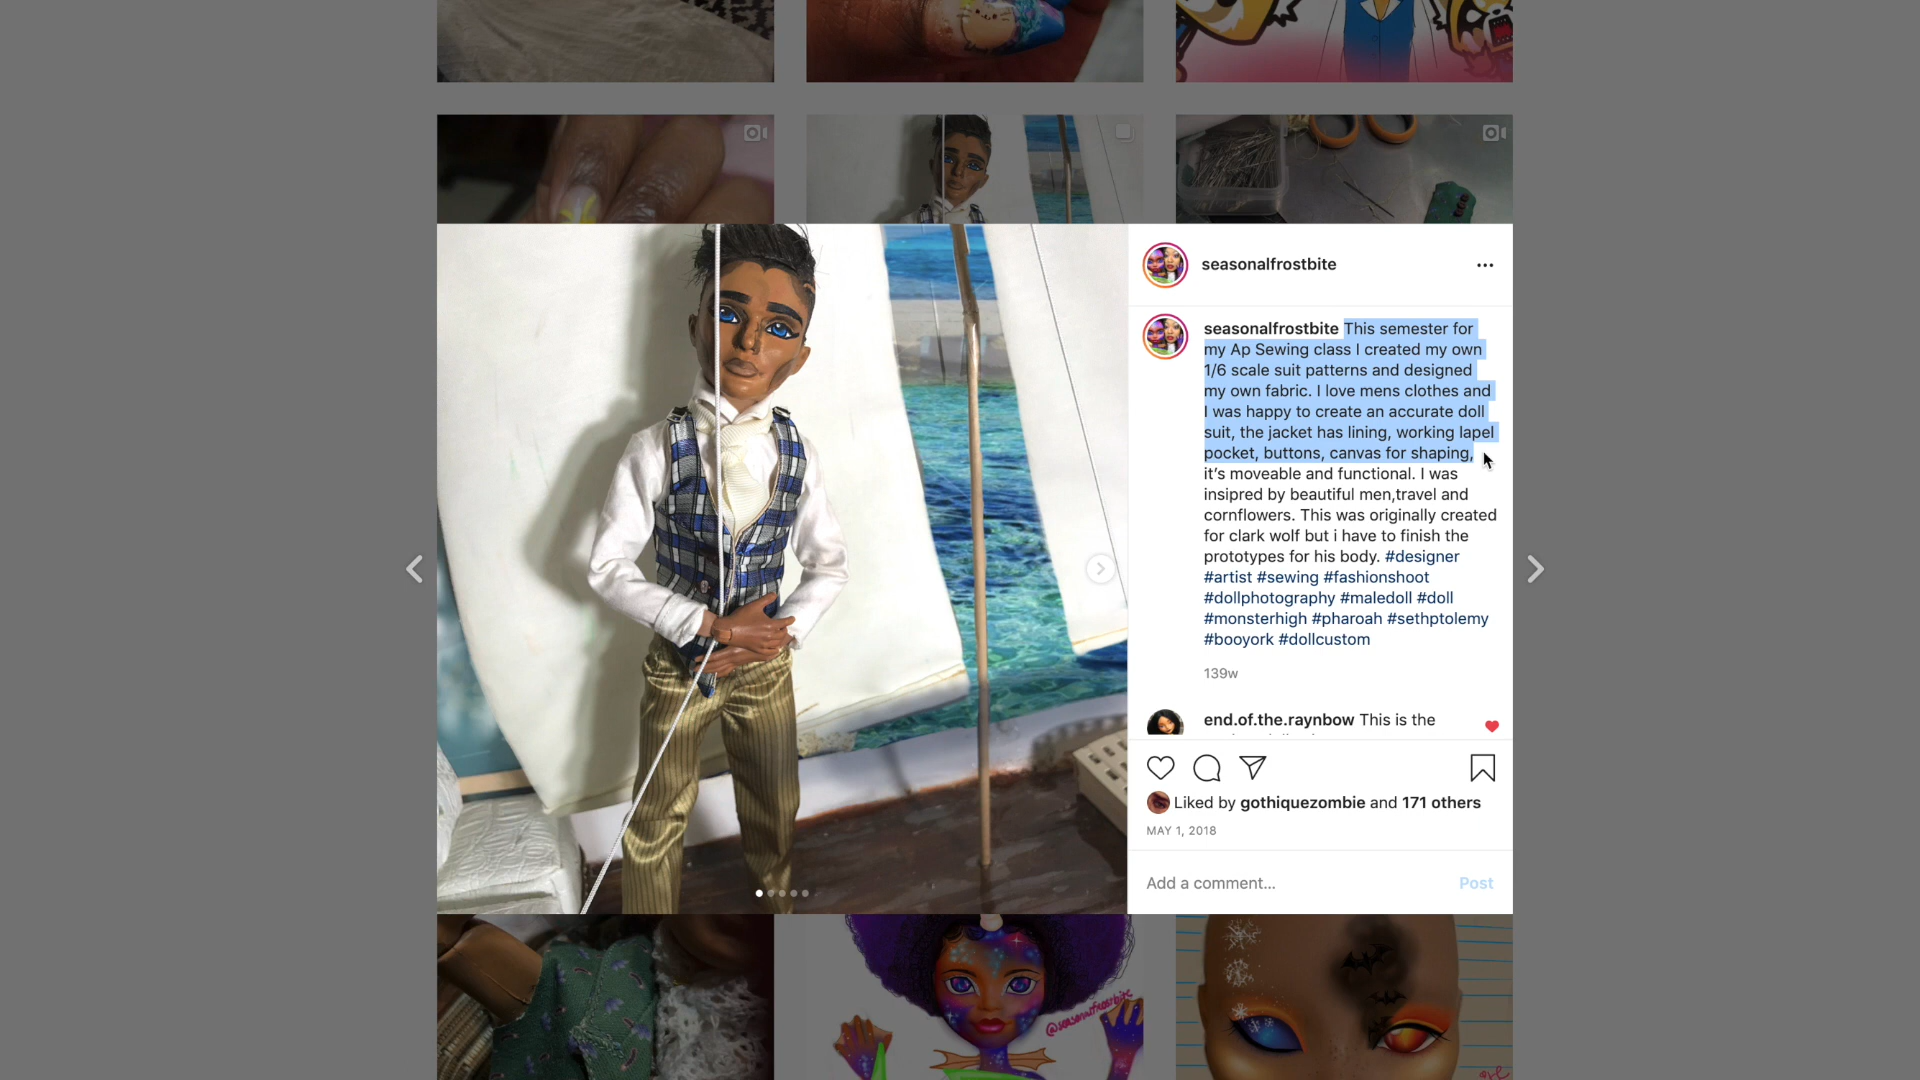 seasonalfrostbite
seasonalfrostbite This semester for
my Ap Sewing class I created my own
1/6 scale suit patterns and designed
my own fabric. I love mens clothes and
I was happy to create an accurate doll
suit, the jacket has lining, working lapel
pocket, buttons, canvas for shaping,
it's moveable and functional. I was
insipred by beautiful men,travel and
cornflowers. This was originally created
for clark wolf but i have to finish the
prototypes for his body. #designer
#artist #sewing #fashionshoot
#dollphotography #maledoll #doll
#monsterhigh #pharoah #sethptolemy
#booyork #dollcustom
139w
end.of.the.raynbow This is the
Liked by gothiquezombie and 171 others
MAY 1, 2018
Add a comment... Post
@seasonalfrostbite